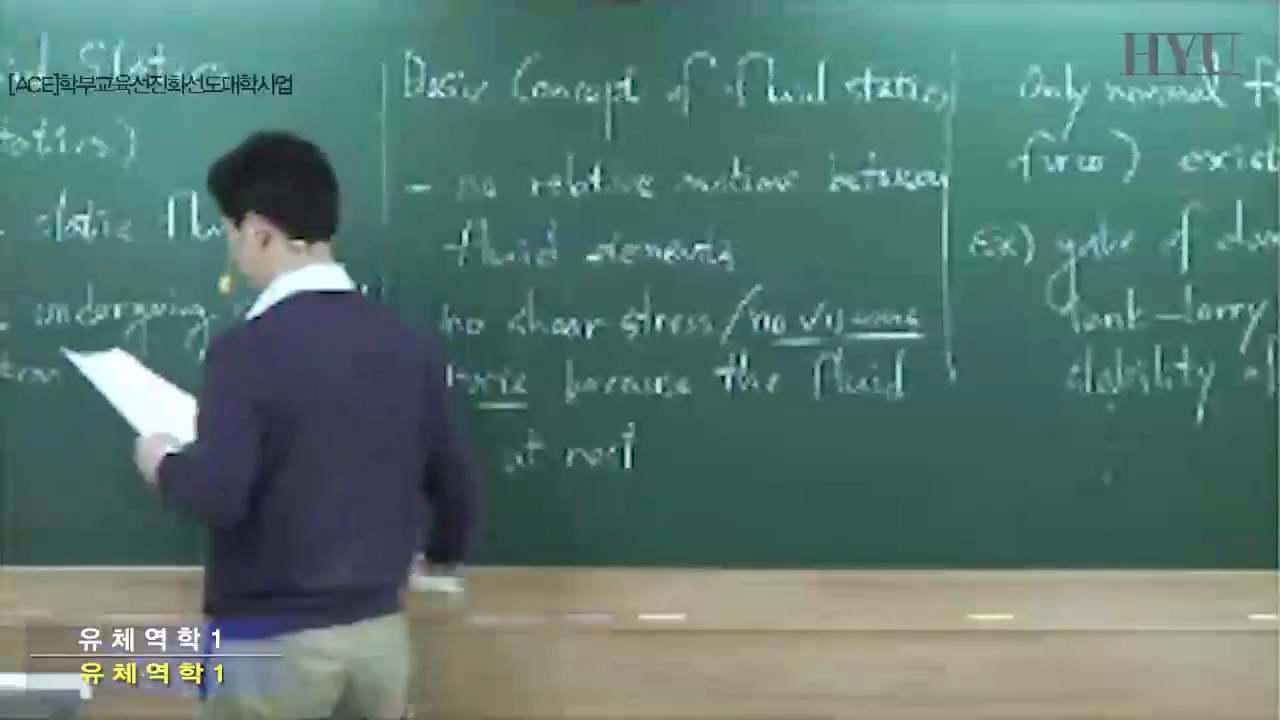 [ACE]학부교육선진화선도대학사업
HYU
Statics
static flu
undergoing
Basic Concept of fluid statics
- no relative motion between
fluid elements
no shear stress / no viscous
force because the fluid
at rest
Only normal
force) exist
ex) gate of dam
tank-lorry
stability of
유체역학1
유체역학1